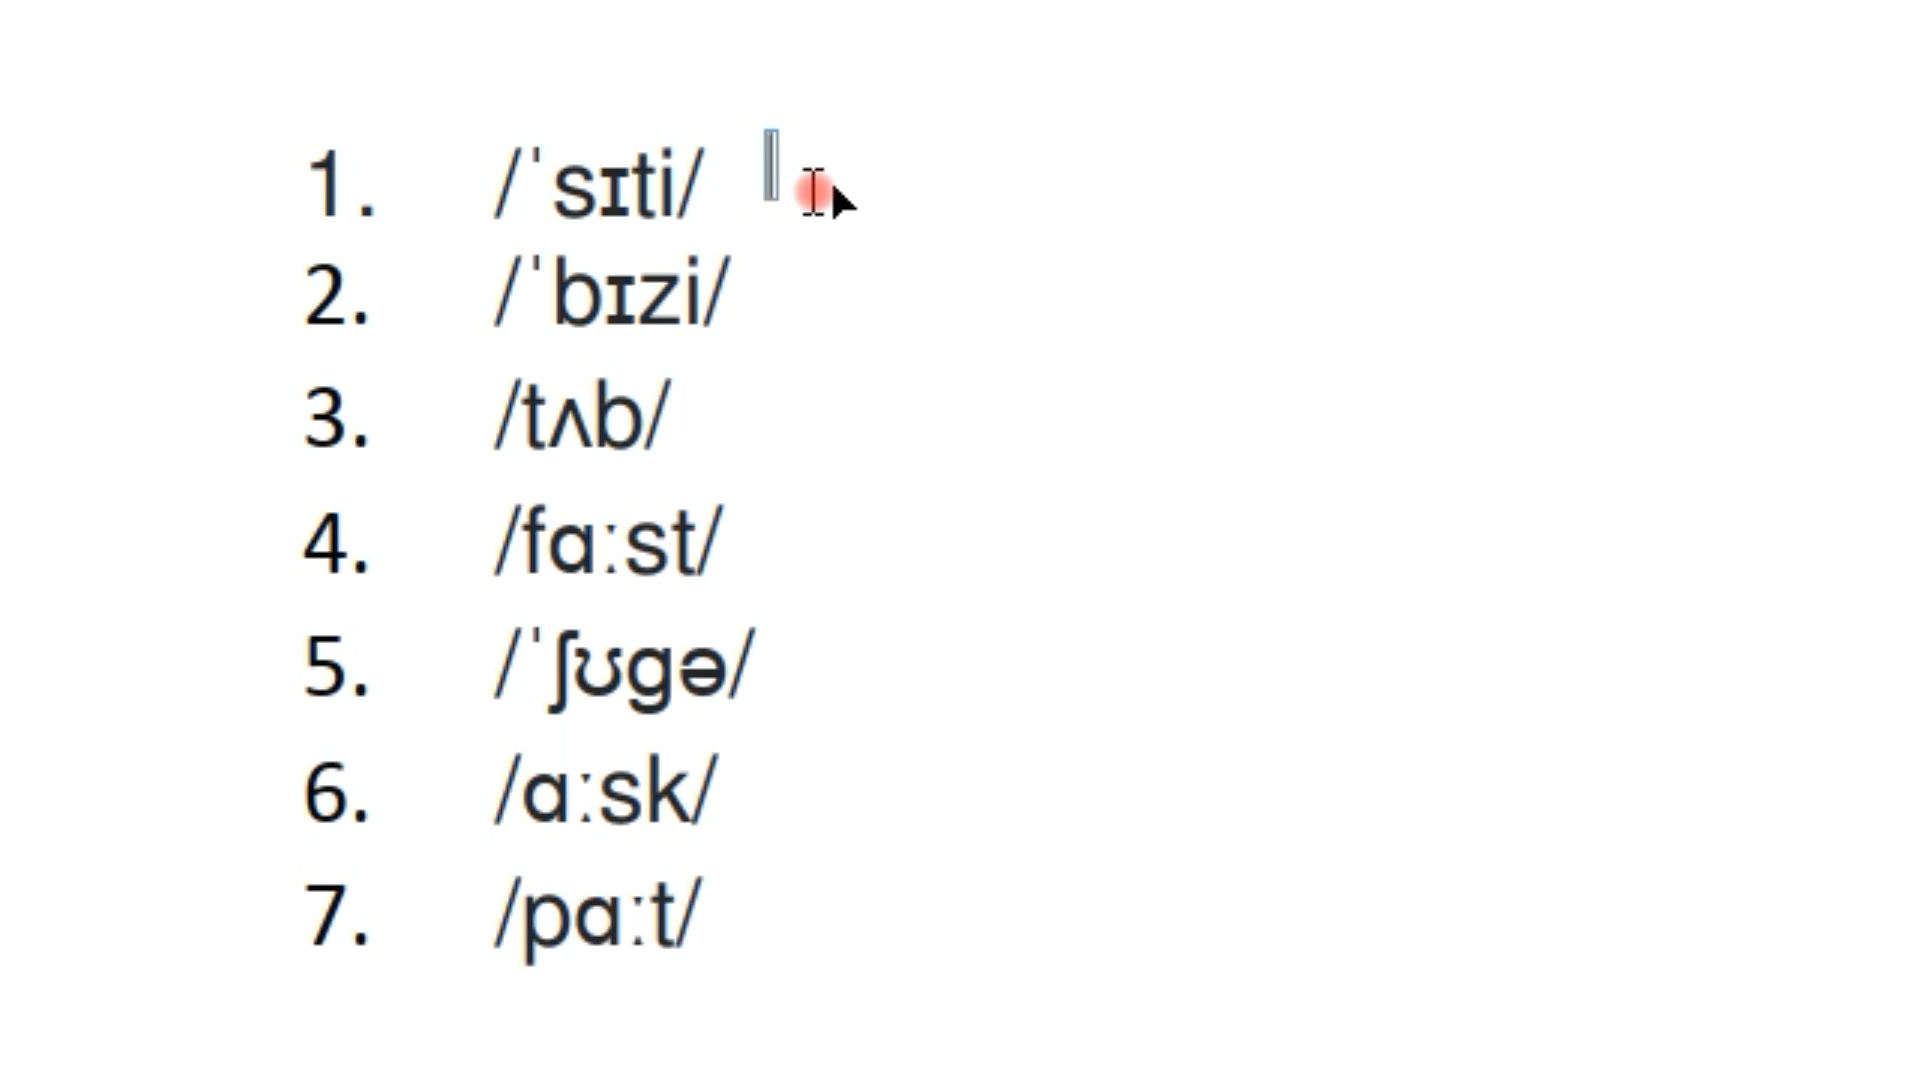 1. /ˈsɪti/
2. /ˈbɪzi/
3. /tʌb/
4. /fɑːst/
5. /ˈʃʊgə/
6. /ɑːsk/
7. /pɑːt/